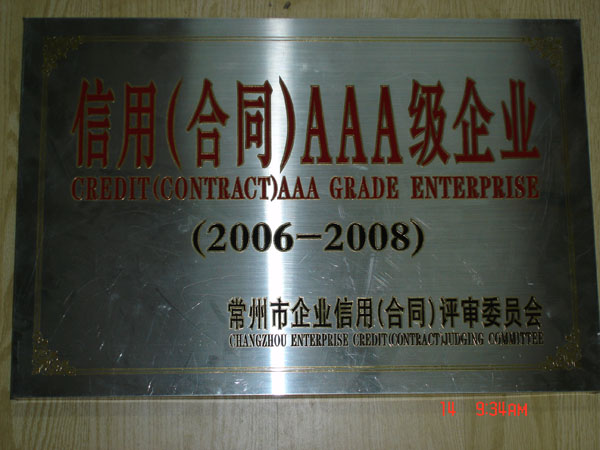 信用(合同)AAA级企业
CREDIT(CONTRACT)AAA GRADE ENTERPRISE
(2006-2008)
常州市企业信用(合同)评审委员会
CHANGZHOU ENTERPRISE CREDIT(CONTRACT)JUDGING COMMITTEE
14 9:34AM